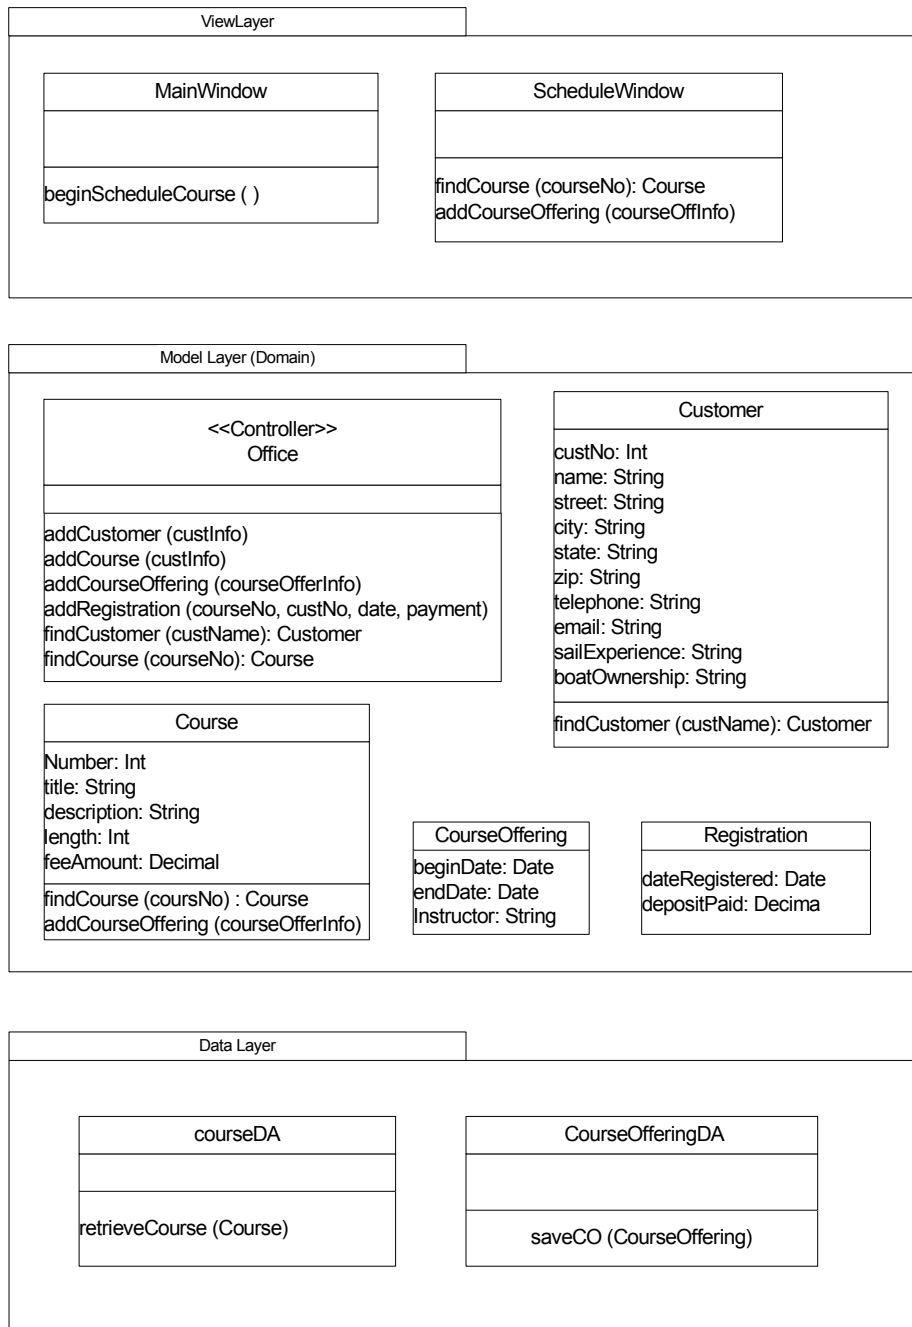 ViewLayer
MainWindow
beginScheduleCourse ( )
ScheduleWindow
findCourse (courseNo): Course
addCourseOffering (courseOffInfo)
Model Layer (Domain)
<<Controller>>
Office
addCustomer (custInfo)
addCourse (custInfo)
addCourseOffering (courseOfferInfo)
addRegistration (courseNo, custNo, date, payment)
findCustomer (custName): Customer
findCourse (courseNo): Course
Customer
custNo: Int
name: String
street: String
city: String
state: String
zip: String
telephone: String
email: String
sailExperience: String
boatOwnership: String
findCustomer (custName): Customer
Course
Number: Int
title: String
description: String
length: Int
feeAmount: Decimal
findCourse (coursNo) : Course
addCourseOffering (courseOfferInfo)
CourseOffering
beginDate: Date
endDate: Date
Instructor: String
Registration
dateRegistered: Date
depositPaid: Decima
Data Layer
courseDA
retrieveCourse (Course)
CourseOfferingDA
saveCO (CourseOffering)